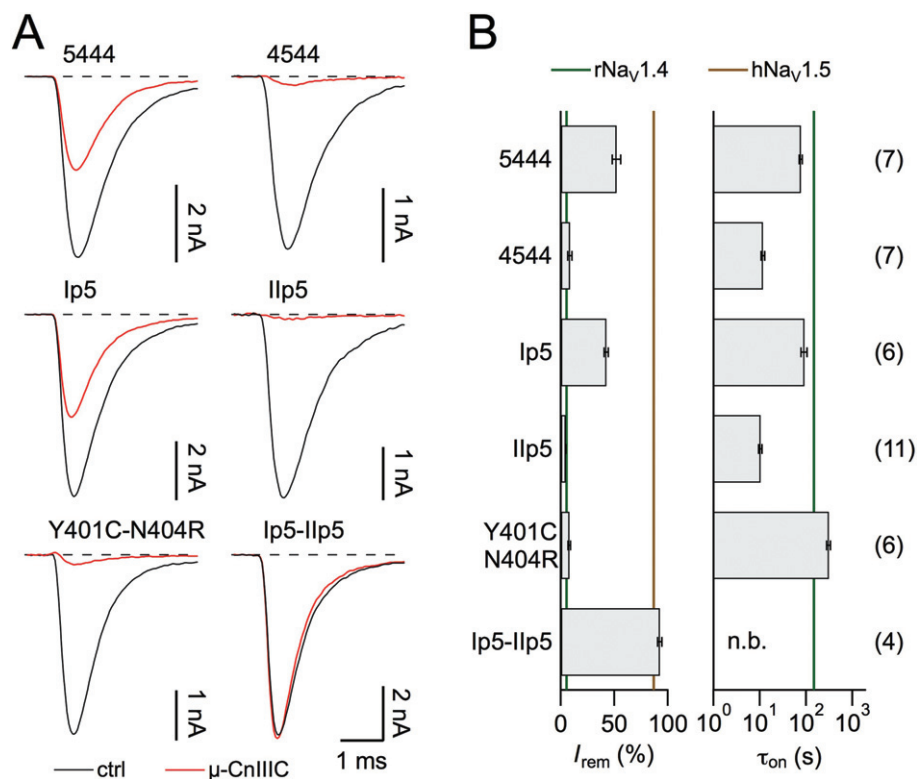 A
5444
4544
2 nA
1 nA
Ip5
IIp5
2 nA
1 nA
Y401C-N404R
Ip5-IIp5
1 nA
2 nA
1 ms
ctrl
µ-CnIIIC
B
rNaV1.4
hNaV1.5
5444
(7)
4544
(7)
Ip5
(6)
IIp5
(11)
Y401C
N404R
(6)
Ip5-IIp5
n.b.
(4)
0 50 100
10⁰ 10¹ 10² 10³
Irem (%)
τon (s)